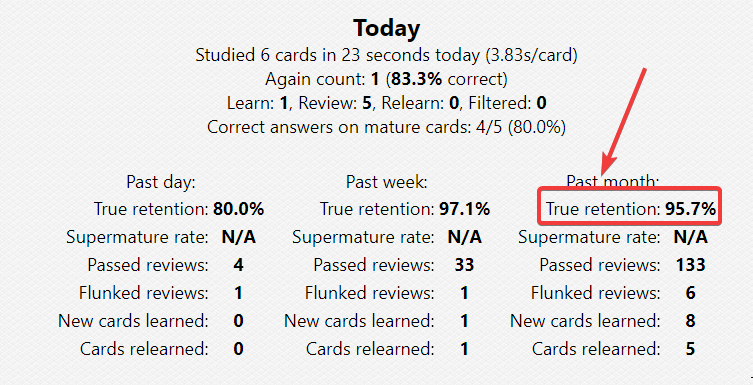 Today
Studied 6 cards in 23 seconds today (3.83s/card)
Again count: 1 (83.3% correct)
Learn: 1, Review: 5, Relearn: 0, Filtered: 0
Correct answers on mature cards: 4/5 (80.0%)
Past day:
True retention: 80.0%
Supermature rate: N/A
Passed reviews: 4
Flunked reviews: 1
New cards learned: 0
Cards relearned: 0
Past week:
True retention: 97.1%
Supermature rate: N/A
Passed reviews: 33
Flunked reviews: 1
New cards learned: 1
Cards relearned: 1
Past month:
True retention: 95.7%
Supermature rate: N/A
Passed reviews: 133
Flunked reviews: 6
New cards learned: 8
Cards relearned: 5